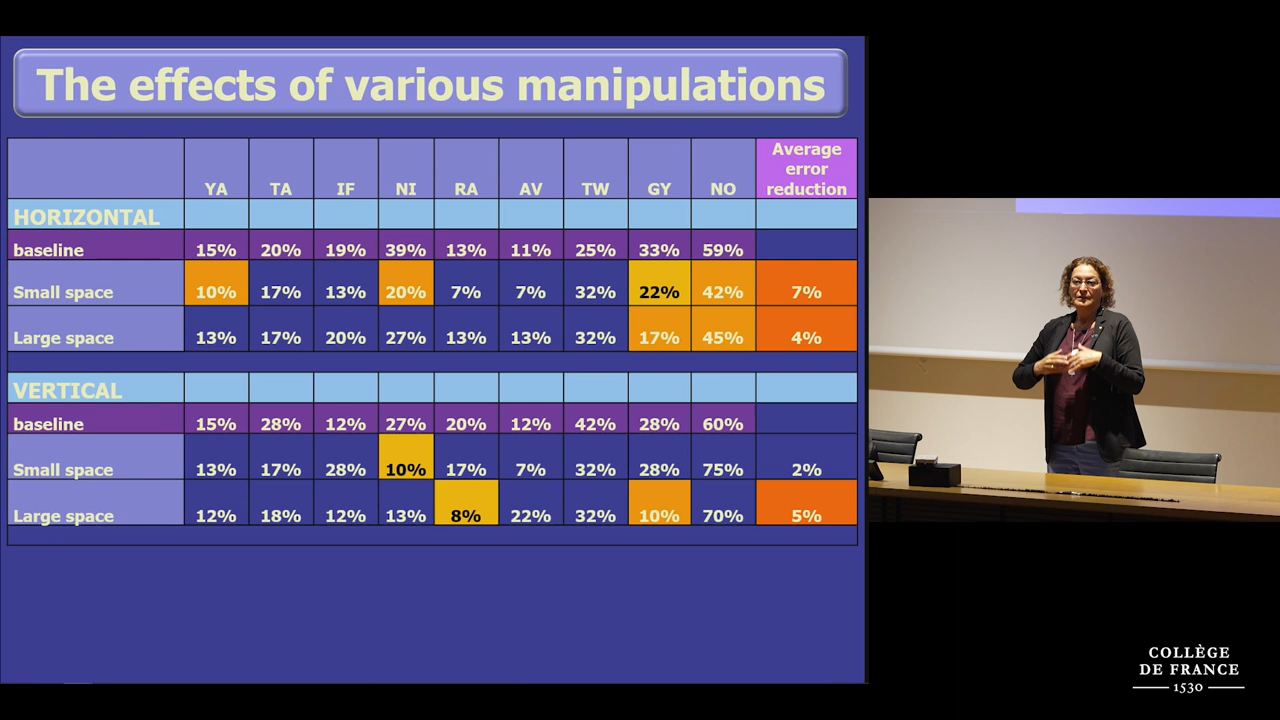 The effects of various manipulations
YA TA IF NI RA AV TW GY NO Average error reduction
HORIZONTAL
baseline 15% 20% 19% 39% 13% 11% 25% 33% 59%
Small space 10% 17% 13% 20% 7% 7% 32% 22% 42% 7%
Large space 13% 17% 20% 27% 13% 13% 32% 17% 45% 4%
VERTICAL
baseline 15% 28% 12% 27% 20% 12% 42% 28% 60%
Small space 13% 17% 28% 10% 17% 7% 32% 28% 75% 2%
Large space 12% 18% 12% 13% 8% 22% 32% 10% 70% 5%
COLLÈGE
DE FRANCE
1530